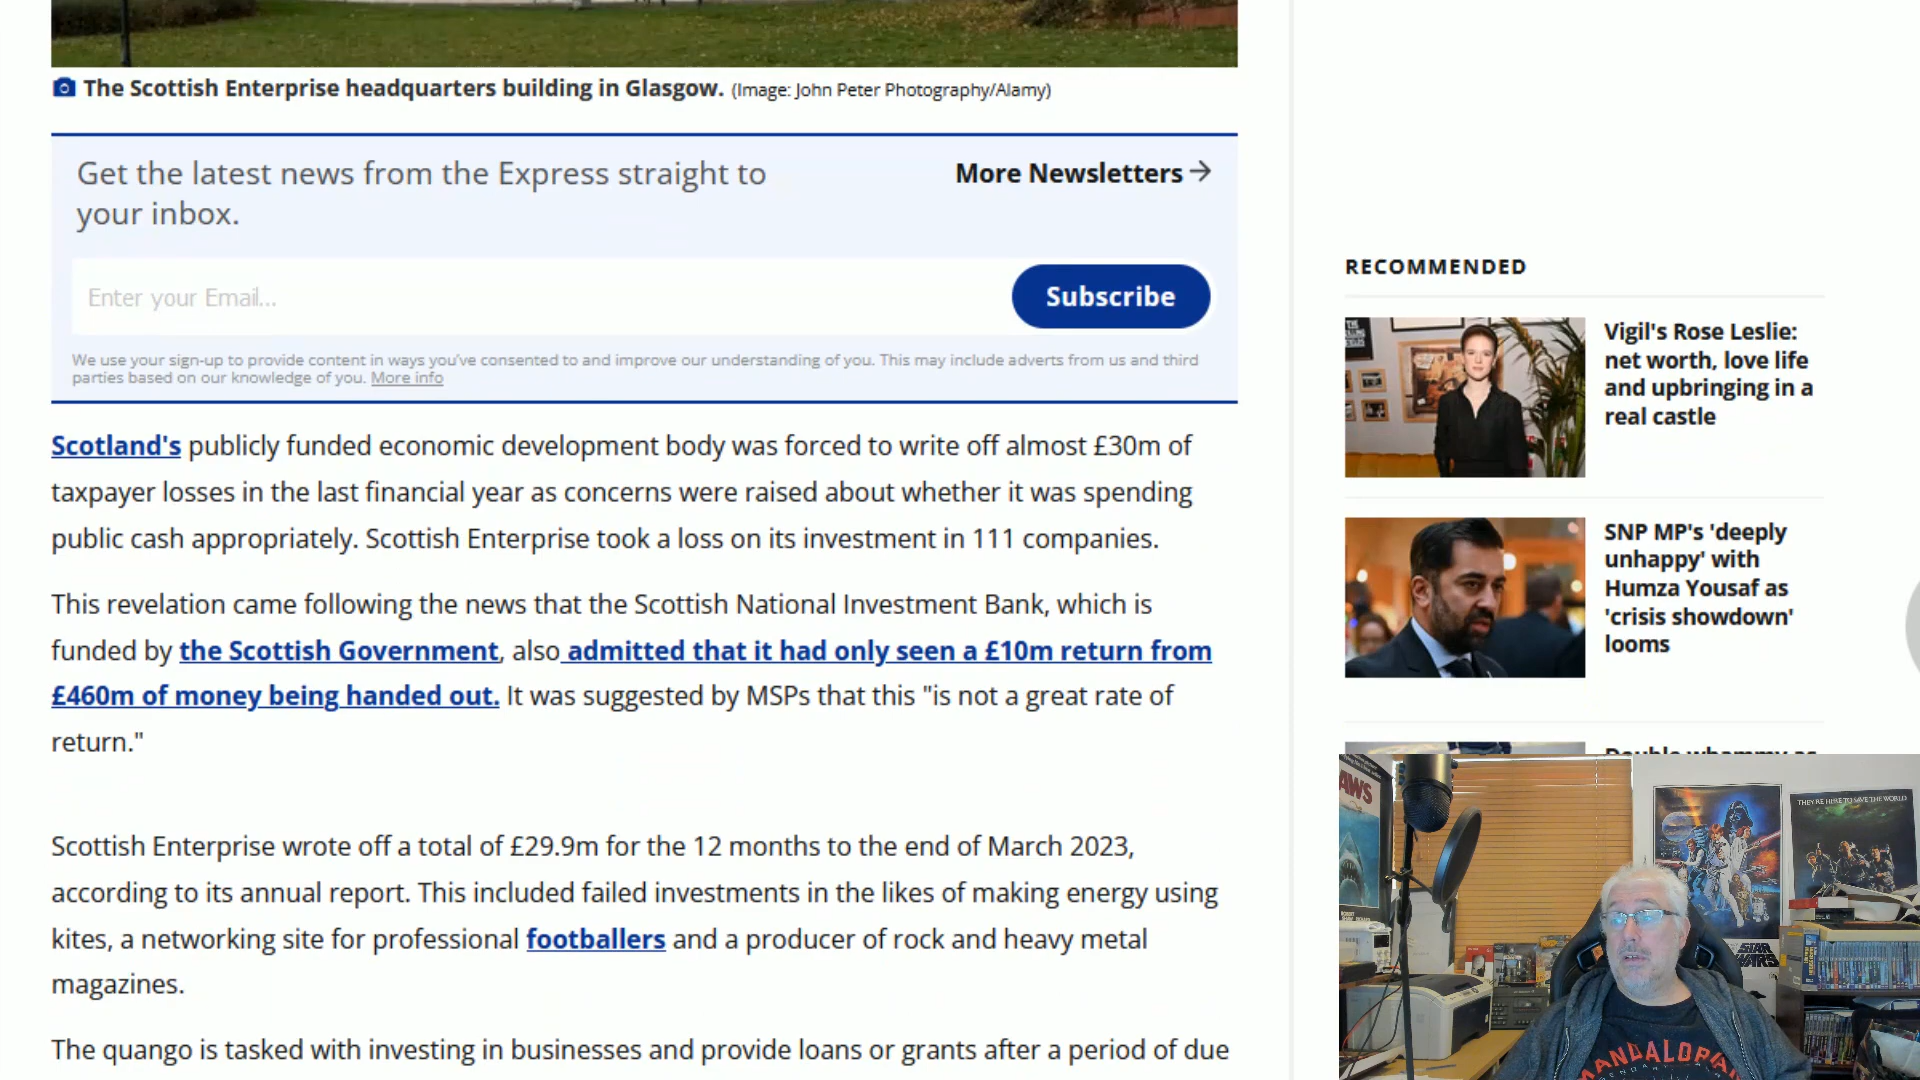 The Scottish Enterprise headquarters building in Glasgow. (Image: John Peter Photography/Alamy)
Get the latest news from the Express straight to
your inbox.
More Newsletters
Enter your Email...
Subscribe
We use your sign-up to provide content in ways you've consented to and improve our understanding of you. This may include adverts from us and third
parties based on our knowledge of you. More info
Scotland's publicly funded economic development body was forced to write off almost £30m of
taxpayer losses in the last financial year as concerns were raised about whether it was spending
public cash appropriately. Scottish Enterprise took a loss on its investment in 111 companies.
This revelation came following the news that the Scottish National Investment Bank, which is
funded by the Scottish Government, also admitted that it had only seen a £10m return from
£460m of money being handed out. It was suggested by MSPs that this "is not a great rate of
return."
Scottish Enterprise wrote off a total of £29.9m for the 12 months to the end of March 2023,
according to its annual report. This included failed investments in the likes of making energy using
kites, a networking site for professional footballers and a producer of rock and heavy metal
magazines.
The quango is tasked with investing in businesses and provide loans or grants after a period of due
RECOMMENDED
Vigil's Rose Leslie:
net worth, love life
and upbringing in a
real castle
SNP MP's 'deeply
unhappy' with
Humza Yousaf as
'crisis showdown'
looms
Double whammy as
THEY'RE HERE TO SAVE THE WORLD
STAR
WARS